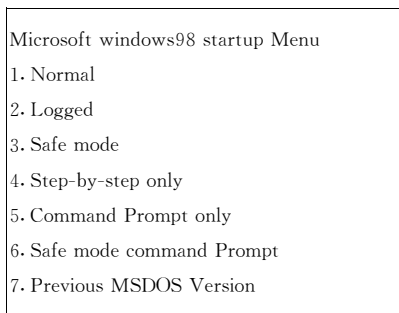 Microsoft windows98 startup Menu
1. Normal
2. Logged
3. Safe mode
4. Step-by-step only
5. Command Prompt only
6. Safe mode command Prompt
7. Previous MSDOS Version